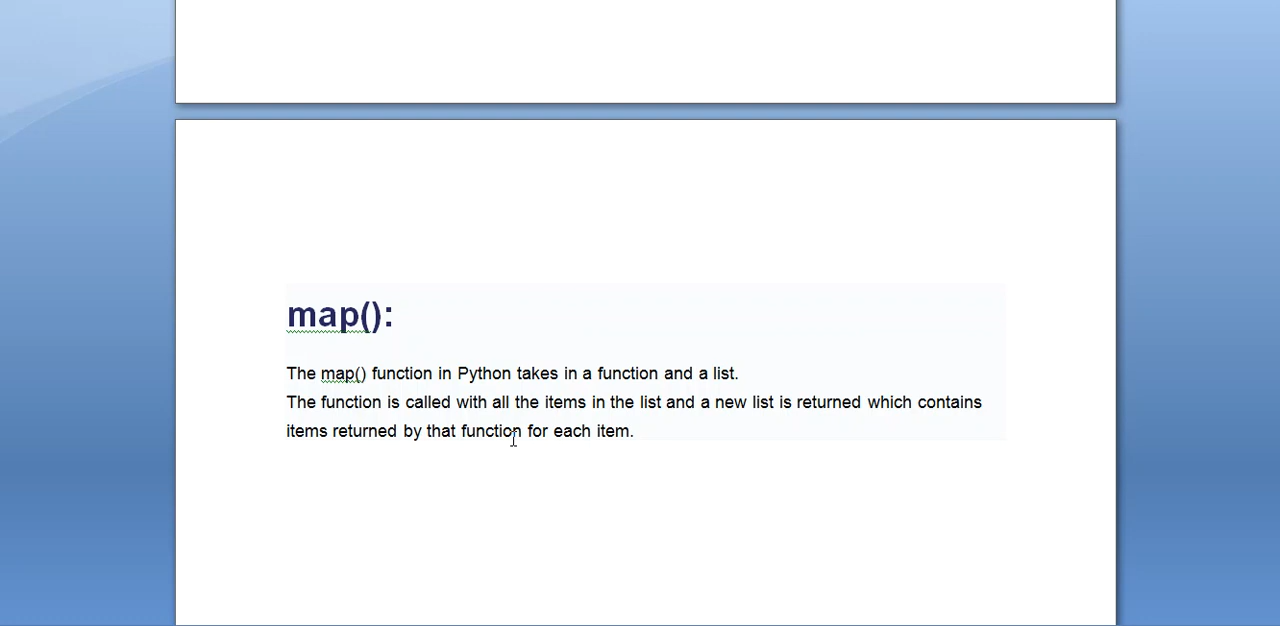 map():
The map() function in Python takes in a function and a list.
The function is called with all the items in the list and a new list is returned which contains
items returned by that function for each item.